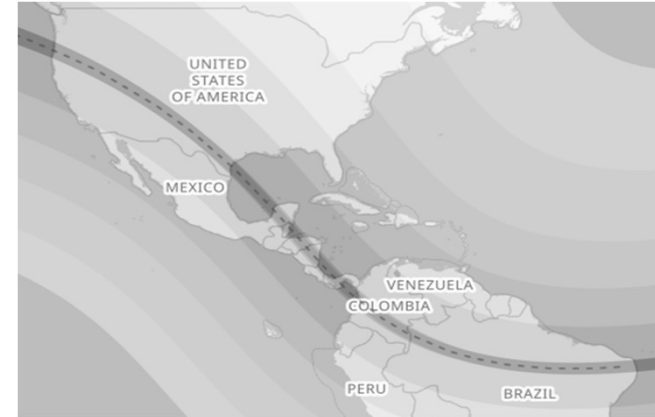 UNITED
STATES
OF AMERICA
MEXICO
VENEZUELA
COLOMBIA
PERU
BRAZIL